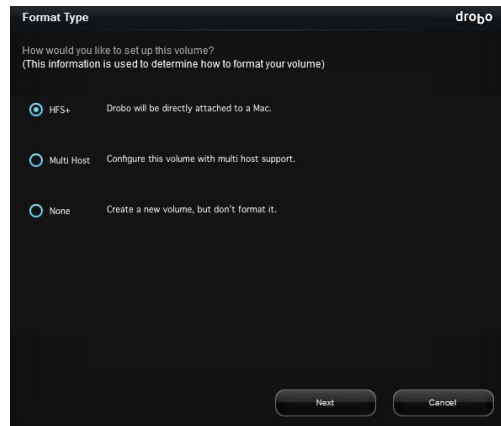 Format Type
drobo
How would you like to set up this volume?
(This information is used to determine how to format your volume)
HFS+ Drobo will be directly attached to a Mac.
Multi Host Configure this volume with multi host support.
None Create a new volume, but don't format it.
Next Cancel